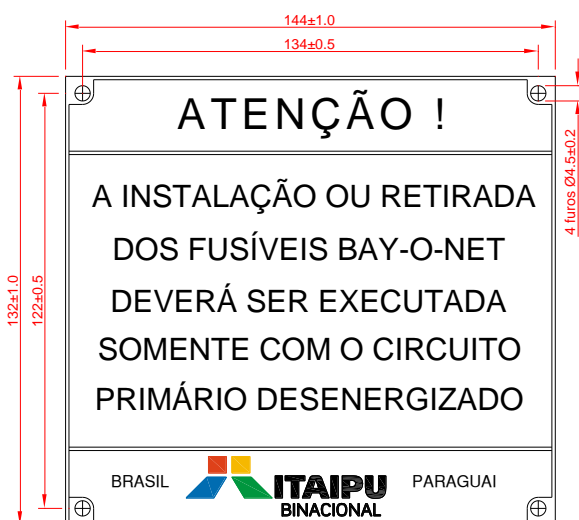 144±1.0
134±0.5
ATENÇÃO !
4 furos Ø4.5±0.2
132±1.0
122±0.5
A INSTALAÇÃO OU RETIRADA
DOS FUSÍVEIS BAY-O-NET
DEVERÁ SER EXECUTADA
SOMENTE COM O CIRCUITO
PRIMÁRIO DESENERGIZADO
BRASIL
ITAIPU
BINACIONAL
PARAGUAI